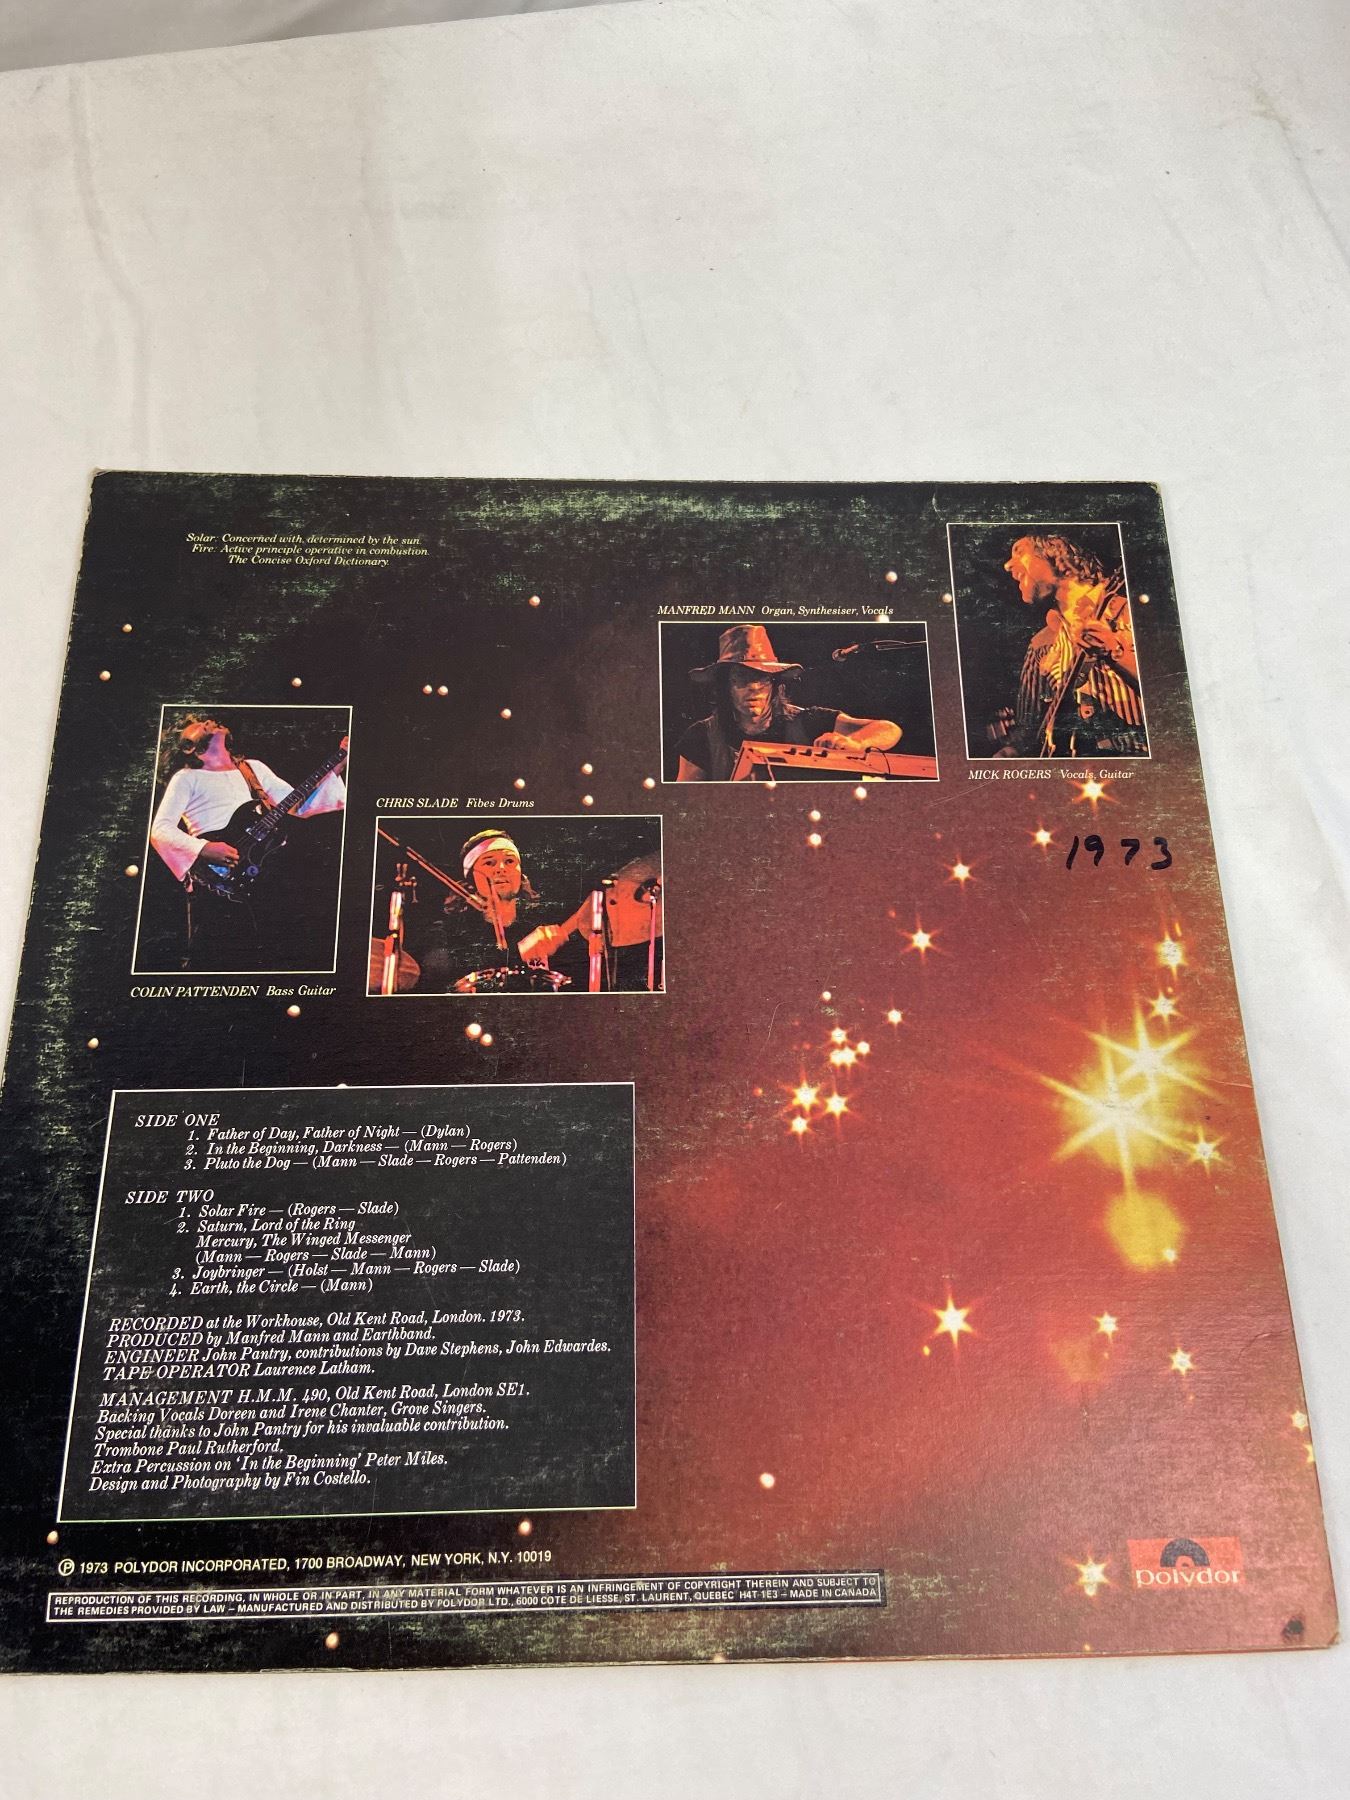 Solar: Concerned with, determined by the sun.
Fire: Active principle operative in combustion.
The Concise Oxford Dictionary.
MANFRED MANN Organ, Synthesiser, Vocals
MICK ROGERS Vocals, Guitar
CHRIS SLADE Fibes Drums
1973
COLIN PATTENDEN Bass Guitar
SIDE ONE
1. Father of Day, Father of Night — (Dylan)
2. In the Beginning, Darkness — (Mann — Rogers)
3. Pluto the Dog — (Mann — Slade — Rogers — Pattenden)
SIDE TWO
1. Solar Fire — (Rogers — Slade)
2. Saturn, Lord of the Ring
Mercury, The Winged Messenger
(Mann — Rogers — Slade — Mann)
3. Joybringer — (Holst — Mann — Rogers — Slade)
4. Earth, the Circle — (Mann)
RECORDED at the Workhouse, Old Kent Road, London. 1973.
PRODUCED by Manfred Mann and Earthband.
ENGINEER John Pantry, contributions by Dave Stephens, John Edwardes.
TAPE OPERATOR Laurence Latham.
MANAGEMENT H.M.M. 490, Old Kent Road, London SE1.
Backing Vocals Doreen and Irene Chanter, Grove Singers.
Special thanks to John Pantry for his invaluable contribution.
Trombone Paul Rutherford.
Extra Percussion on 'In the Beginning' Peter Miles.
Design and Photography by Fin Costello.
℗ 1973 POLYDOR INCORPORATED, 1700 BROADWAY, NEW YORK, N.Y. 10019
REPRODUCTION OF THIS RECORDING, IN WHOLE OR IN PART, IN ANY MATERIAL FORM WHATEVER IS AN INFRINGEMENT OF COPYRIGHT THEREIN AND SUBJECT TO
THE REMEDIES PROVIDED BY LAW – MANUFACTURED AND DISTRIBUTED BY POLYDOR LTD., 6000 COTE DE LIESSE, ST. LAURENT, QUEBEC H4T 1E3 – MADE IN CANADA
polydor